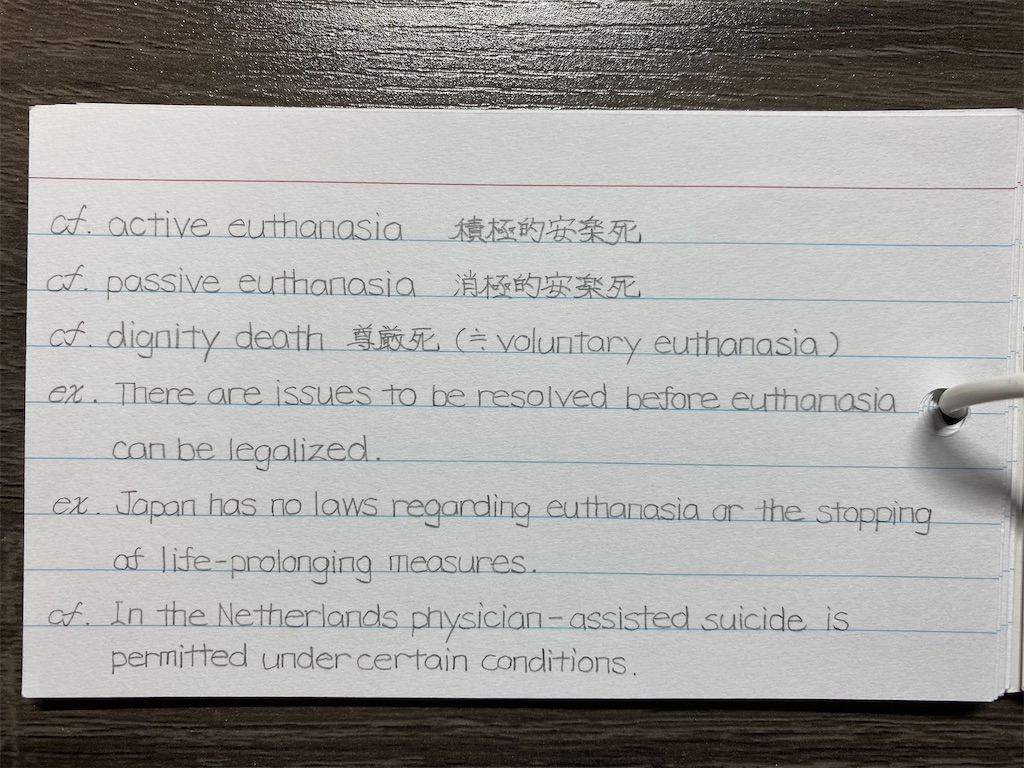 cf. active euthanasia 積極的安楽死
cf. passive euthanasia 消極的安楽死
cf. dignity death 尊厳死 (≒ voluntary euthanasia)
ex. There are issues to be resolved before euthanasia
can be legalized.
ex. Japan has no laws regarding euthanasia or the stopping
of life-prolonging measures.
cf. In the Netherlands physician-assisted suicide is
permitted under certain conditions.